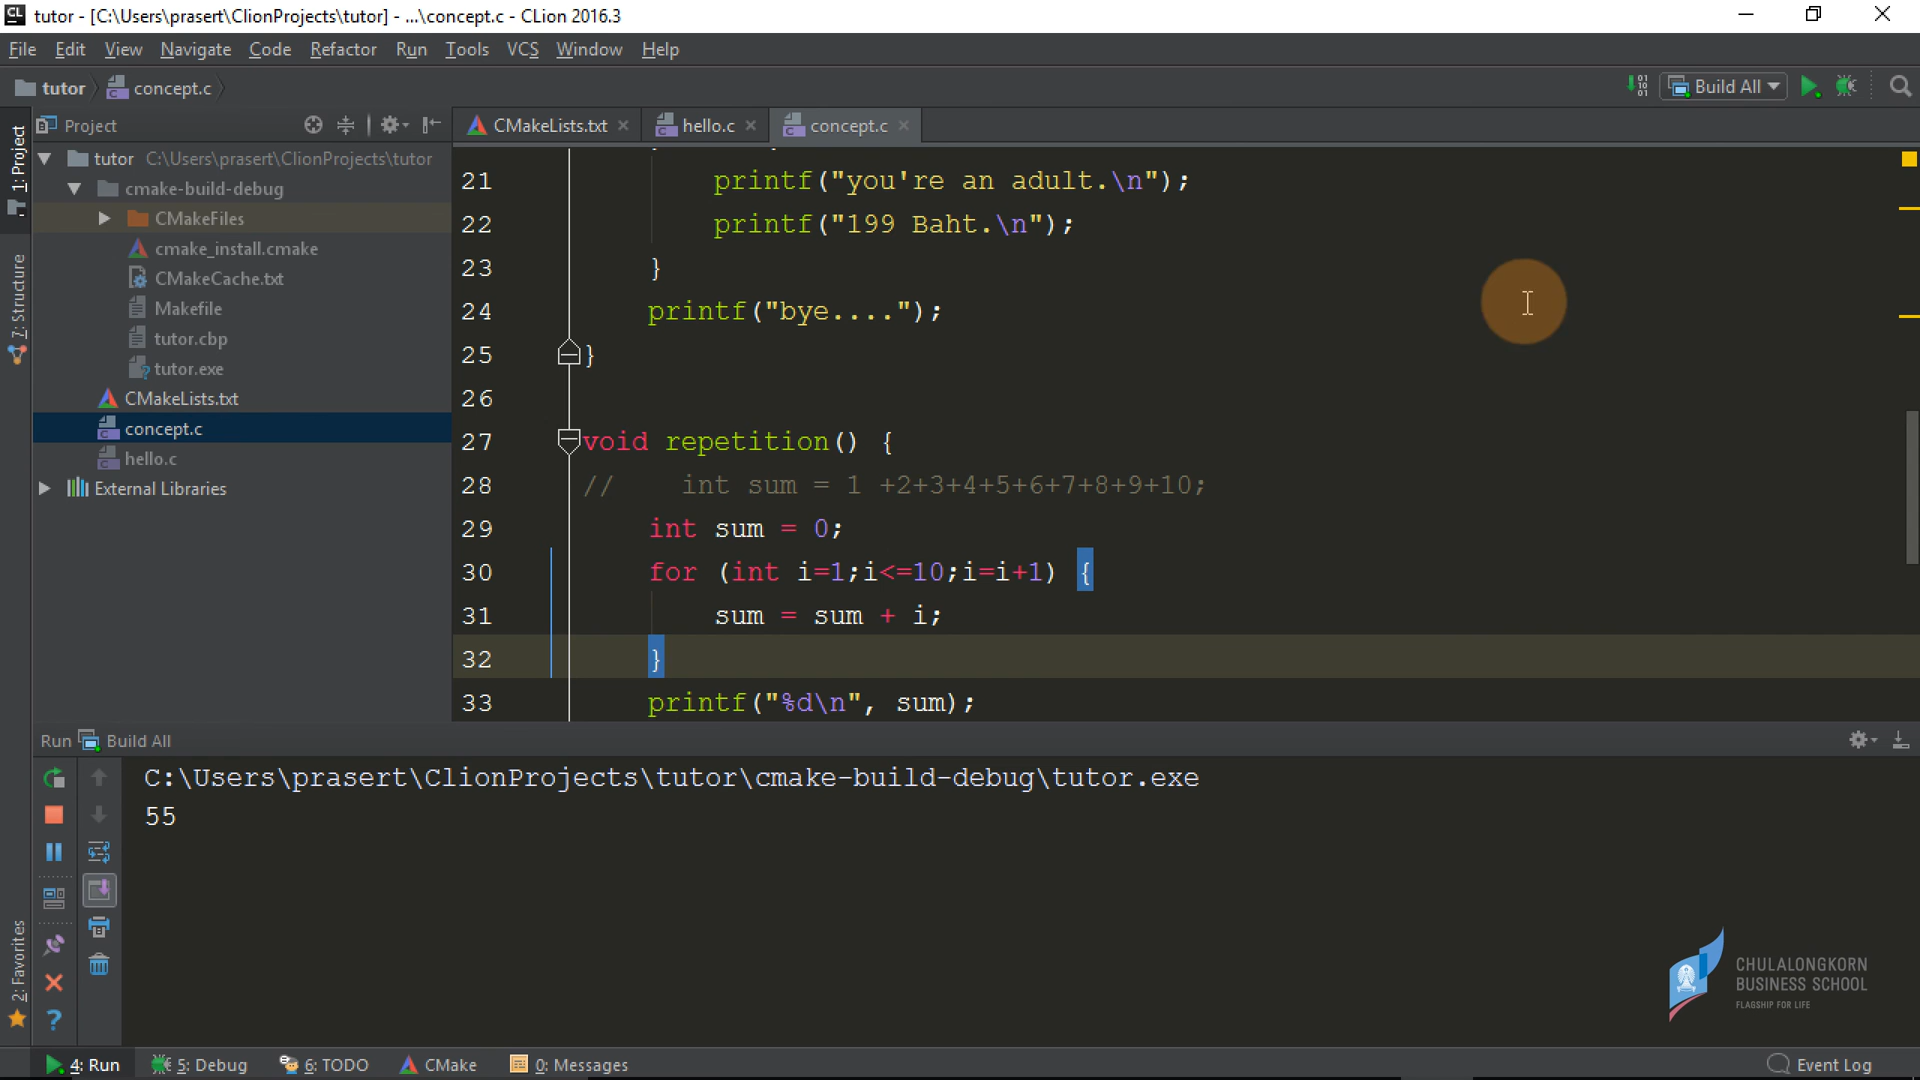 tutor - [C:\Users\prasert\ClionProjects\tutor] - ...\concept.c - CLion 2016.3
File Edit View Navigate Code Refactor Run Tools VCS Window Help
tutor concept.c
Build All
1: Project
7: Structure
2: Favorites
Project
tutor C:\Users\prasert\ClionProjects\tutor
cmake-build-debug
CMakeFiles
cmake_install.cmake
CMakeCache.txt
Makefile
tutor.cbp
tutor.exe
CMakeLists.txt
concept.c
hello.c
External Libraries
CMakeLists.txt hello.c concept.c
21 printf("you're an adult.\n");
22 printf("199 Baht.\n");
23 }
24 printf("bye....");
25 }
26
27 void repetition() {
28 // int sum = 1 +2+3+4+5+6+7+8+9+10;
29 int sum = 0;
30 for (int i=1;i<=10;i=i+1) {
31 sum = sum + i;
32 }
33 printf("%d\n", sum);
Run Build All
C:\Users\prasert\ClionProjects\tutor\cmake-build-debug\tutor.exe
55
CHULALONGKORN
BUSINESS SCHOOL
FLAGSHIP FOR LIFE
4: Run 5: Debug 6: TODO CMake 0: Messages Event Log